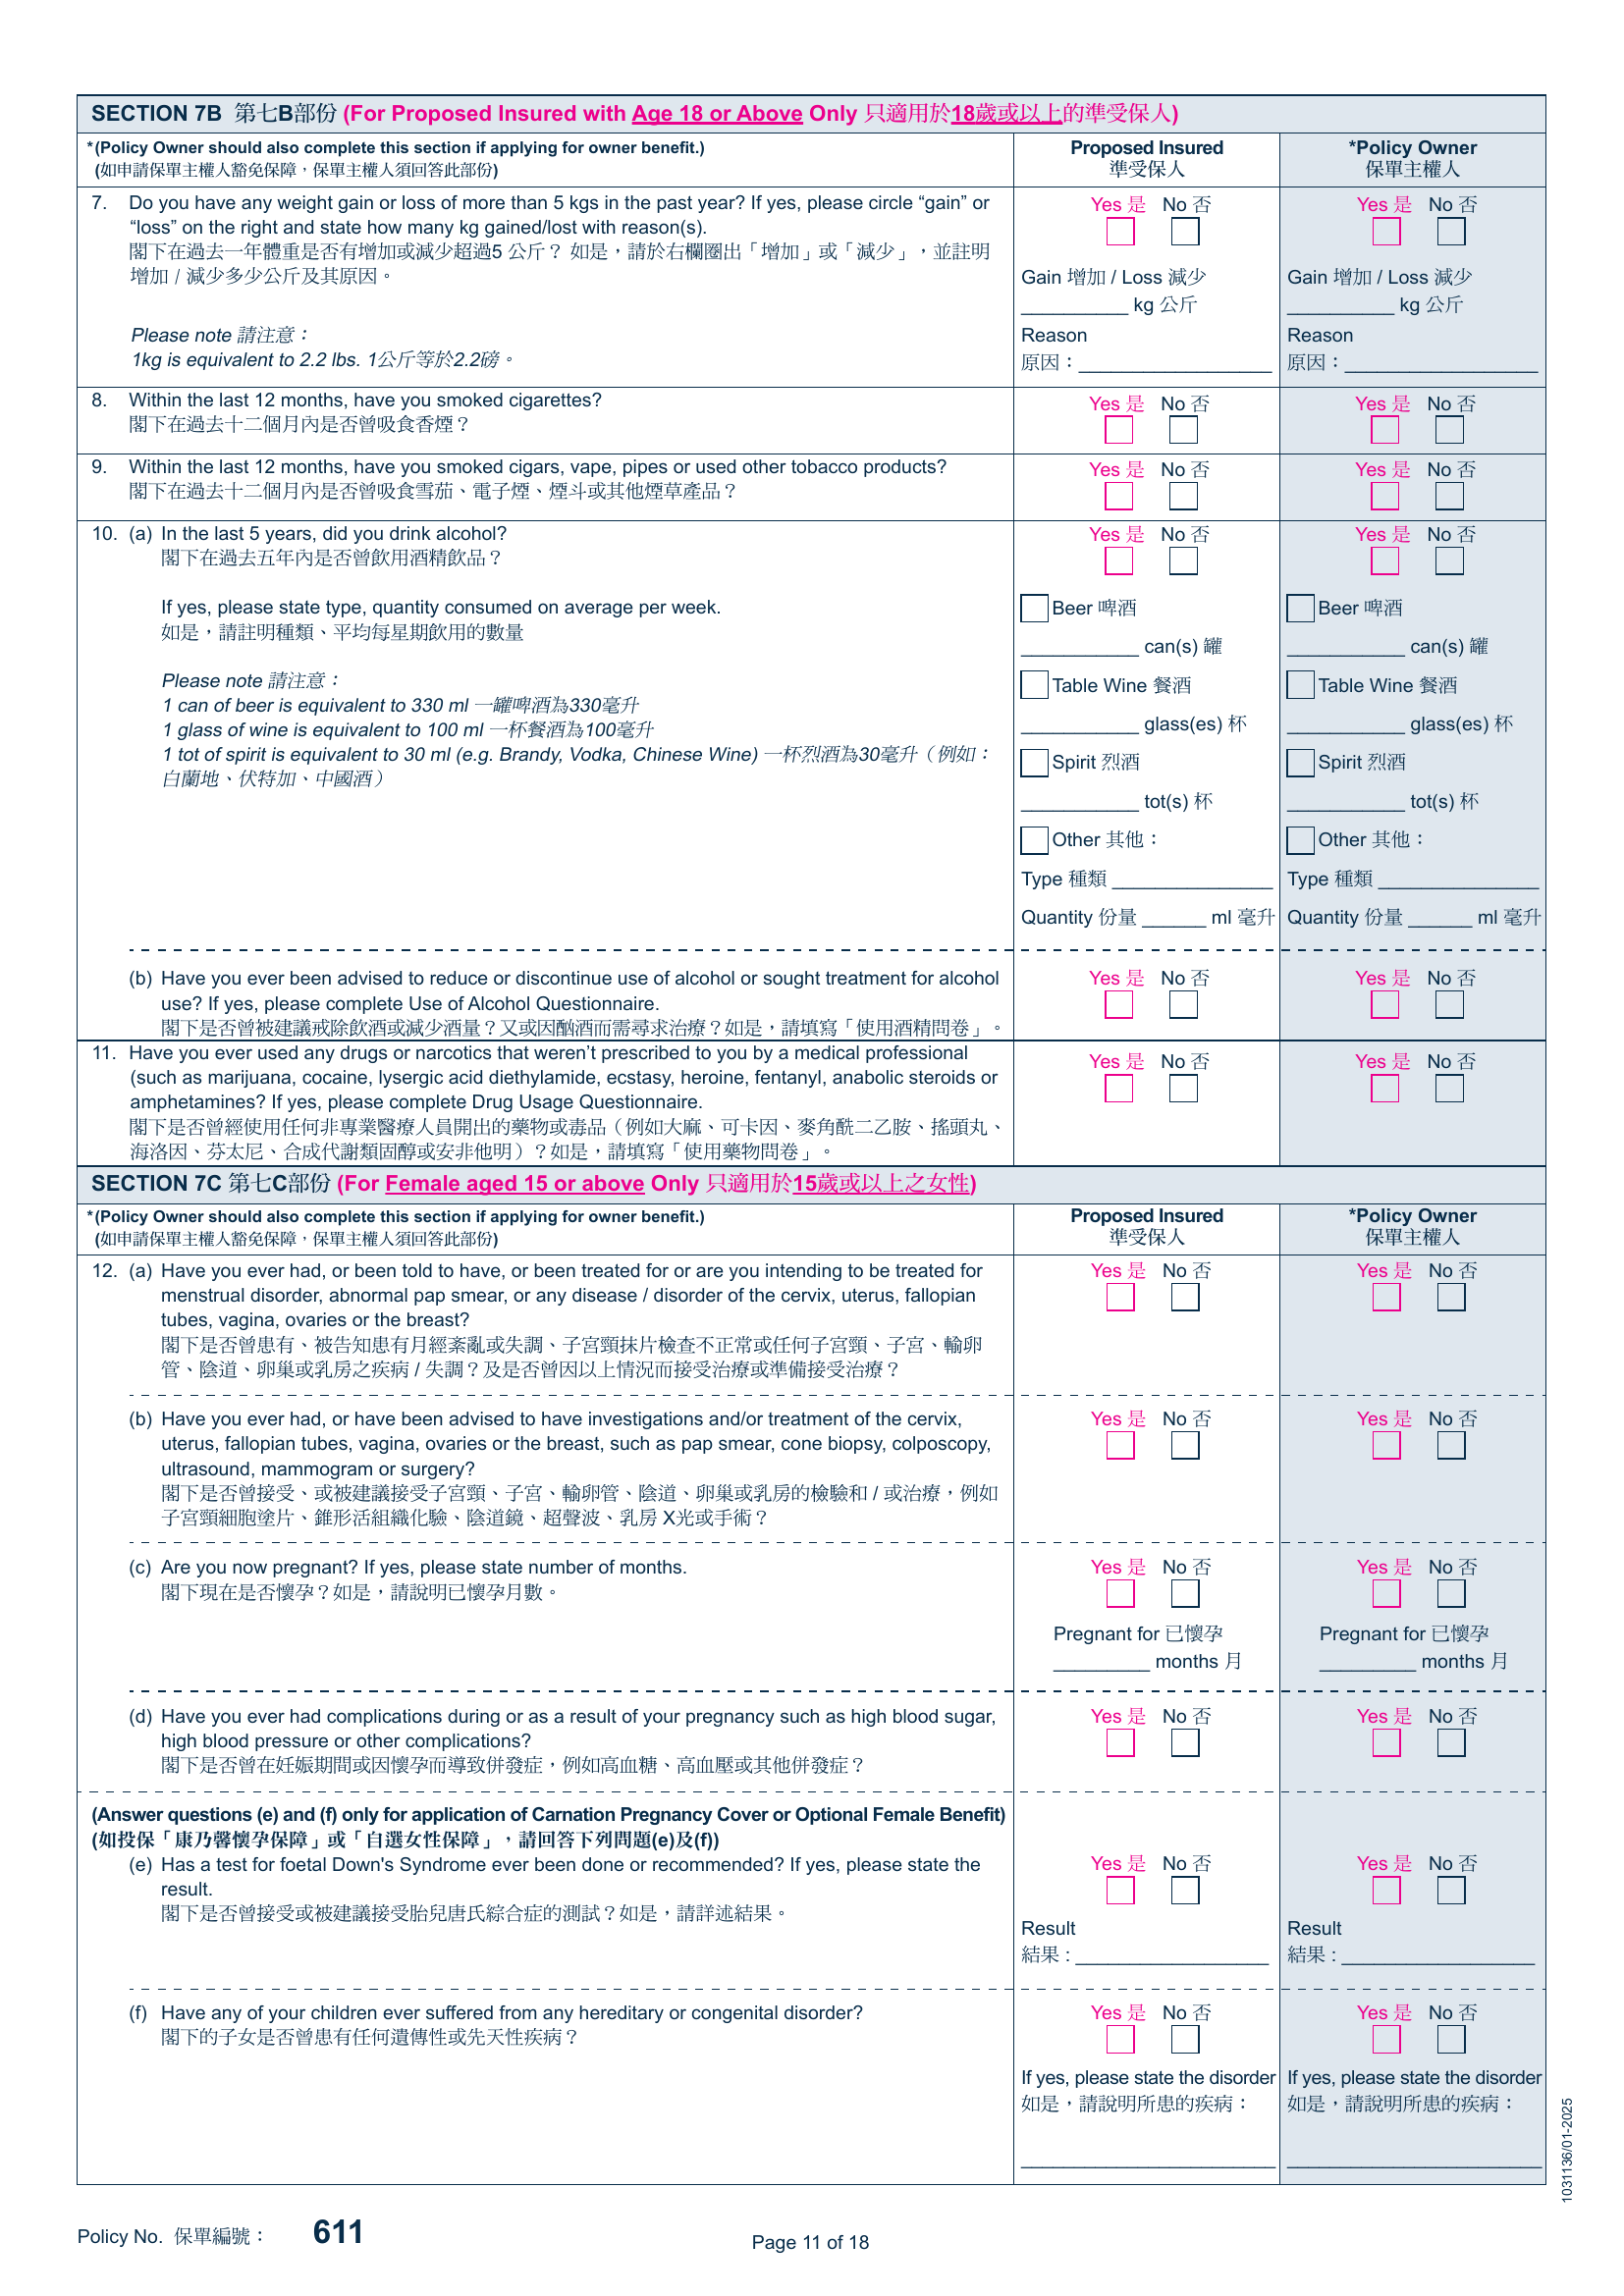 SECTION 7B 第七B部份 (For Proposed Insured with Age 18 or Above Only 只適用於18歲或以上的準受保人)
*(Policy Owner should also complete this section if applying for owner benefit.)
(如申請保單主權人豁免保障，保單主權人須回答此部份)
Proposed Insured
準受保人
*Policy Owner
保單主權人
7. Do you have any weight gain or loss of more than 5 kgs in the past year? If yes, please circle “gain” or
“loss” on the right and state how many kg gained/lost with reason(s).
閣下在過去一年體重是否有增加或減少超過5 公斤？ 如是，請於右欄圈出「增加」或「減少」，並註明
增加 / 減少多少公斤及其原因。
Please note 請注意：
1kg is equivalent to 2.2 lbs. 1公斤等於2.2磅。
Yes 是 No 否
Gain 增加 / Loss 減少
__________ kg 公斤
Reason
原因：__________________
Yes 是 No 否
Gain 增加 / Loss 減少
__________ kg 公斤
Reason
原因：__________________
8. Within the last 12 months, have you smoked cigarettes?
閣下在過去十二個月內是否曾吸食香煙？
Yes 是 No 否
Yes 是 No 否
9. Within the last 12 months, have you smoked cigars, vape, pipes or used other tobacco products?
閣下在過去十二個月內是否曾吸食雪茄、電子煙、煙斗或其他煙草產品？
Yes 是 No 否
Yes 是 No 否
10. (a) In the last 5 years, did you drink alcohol?
閣下在過去五年內是否曾飲用酒精飲品？
If yes, please state type, quantity consumed on average per week.
如是，請註明種類、平均每星期飲用的數量
Please note 請注意：
1 can of beer is equivalent to 330 ml 一罐啤酒為330毫升
1 glass of wine is equivalent to 100 ml 一杯餐酒為100毫升
1 tot of spirit is equivalent to 30 ml (e.g. Brandy, Vodka, Chinese Wine) 一杯烈酒為30毫升（例如：
白蘭地、伏特加、中國酒）
Yes 是 No 否
Beer 啤酒
___________ can(s) 罐
Table Wine 餐酒
___________ glass(es) 杯
Spirit 烈酒
___________ tot(s) 杯
Other 其他：
Type 種類 _______________
Quantity 份量 ______ ml 毫升
Yes 是 No 否
Beer 啤酒
___________ can(s) 罐
Table Wine 餐酒
___________ glass(es) 杯
Spirit 烈酒
___________ tot(s) 杯
Other 其他：
Type 種類 _______________
Quantity 份量 ______ ml 毫升
(b) Have you ever been advised to reduce or discontinue use of alcohol or sought treatment for alcohol
use? If yes, please complete Use of Alcohol Questionnaire.
閣下是否曾被建議戒除飲酒或減少酒量？又或因酗酒而需尋求治療？如是，請填寫「使用酒精問卷」。
Yes 是 No 否
Yes 是 No 否
11. Have you ever used any drugs or narcotics that weren’t prescribed to you by a medical professional
(such as marijuana, cocaine, lysergic acid diethylamide, ecstasy, heroine, fentanyl, anabolic steroids or
amphetamines? If yes, please complete Drug Usage Questionnaire.
閣下是否曾經使用任何非專業醫療人員開出的藥物或毒品（例如大麻、可卡因、麥角酰二乙胺、搖頭丸、
海洛因、芬太尼、合成代謝類固醇或安非他明）？如是，請填寫「使用藥物問卷」。
Yes 是 No 否
Yes 是 No 否
SECTION 7C 第七C部份 (For Female aged 15 or above Only 只適用於15歲或以上之女性)
*(Policy Owner should also complete this section if applying for owner benefit.)
(如申請保單主權人豁免保障，保單主權人須回答此部份)
Proposed Insured
準受保人
*Policy Owner
保單主權人
12. (a) Have you ever had, or been told to have, or been treated for or are you intending to be treated for
menstrual disorder, abnormal pap smear, or any disease / disorder of the cervix, uterus, fallopian
tubes, vagina, ovaries or the breast?
閣下是否曾患有、被告知患有月經紊亂或失調、子宮頸抹片檢查不正常或任何子宮頸、子宮、輸卵
管、陰道、卵巢或乳房之疾病 / 失調？及是否曾因以上情況而接受治療或準備接受治療？
Yes 是 No 否
Yes 是 No 否
(b) Have you ever had, or have been advised to have investigations and/or treatment of the cervix,
uterus, fallopian tubes, vagina, ovaries or the breast, such as pap smear, cone biopsy, colposcopy,
ultrasound, mammogram or surgery?
閣下是否曾接受、或被建議接受子宮頸、子宮、輸卵管、陰道、卵巢或乳房的檢驗和 / 或治療，例如
子宮頸細胞塗片、錐形活組織化驗、陰道鏡、超聲波、乳房 X光或手術？
Yes 是 No 否
Yes 是 No 否
(c) Are you now pregnant? If yes, please state number of months.
閣下現在是否懷孕？如是，請說明已懷孕月數。
Yes 是 No 否
Pregnant for 已懷孕
_________ months 月
Yes 是 No 否
Pregnant for 已懷孕
_________ months 月
(d) Have you ever had complications during or as a result of your pregnancy such as high blood sugar,
high blood pressure or other complications?
閣下是否曾在妊娠期間或因懷孕而導致併發症，例如高血糖、高血壓或其他併發症？
Yes 是 No 否
Yes 是 No 否
(Answer questions (e) and (f) only for application of Carnation Pregnancy Cover or Optional Female Benefit)
(如投保「康乃馨懷孕保障」或「自選女性保障」，請回答下列問題(e)及(f))
(e) Has a test for foetal Down's Syndrome ever been done or recommended? If yes, please state the
result.
閣下是否曾接受或被建議接受胎兒唐氏綜合症的測試？如是，請詳述結果。
Yes 是 No 否
Result
結果 : __________________
Yes 是 No 否
Result
結果 : __________________
(f) Have any of your children ever suffered from any hereditary or congenital disorder?
閣下的子女是否曾患有任何遺傳性或先天性疾病？
Yes 是 No 否
If yes, please state the disorder
如是，請說明所患的疾病：
________________________
Yes 是 No 否
If yes, please state the disorder
如是，請說明所患的疾病：
________________________
1031136/01-2025
Policy No. 保單編號： 611
Page 11 of 18